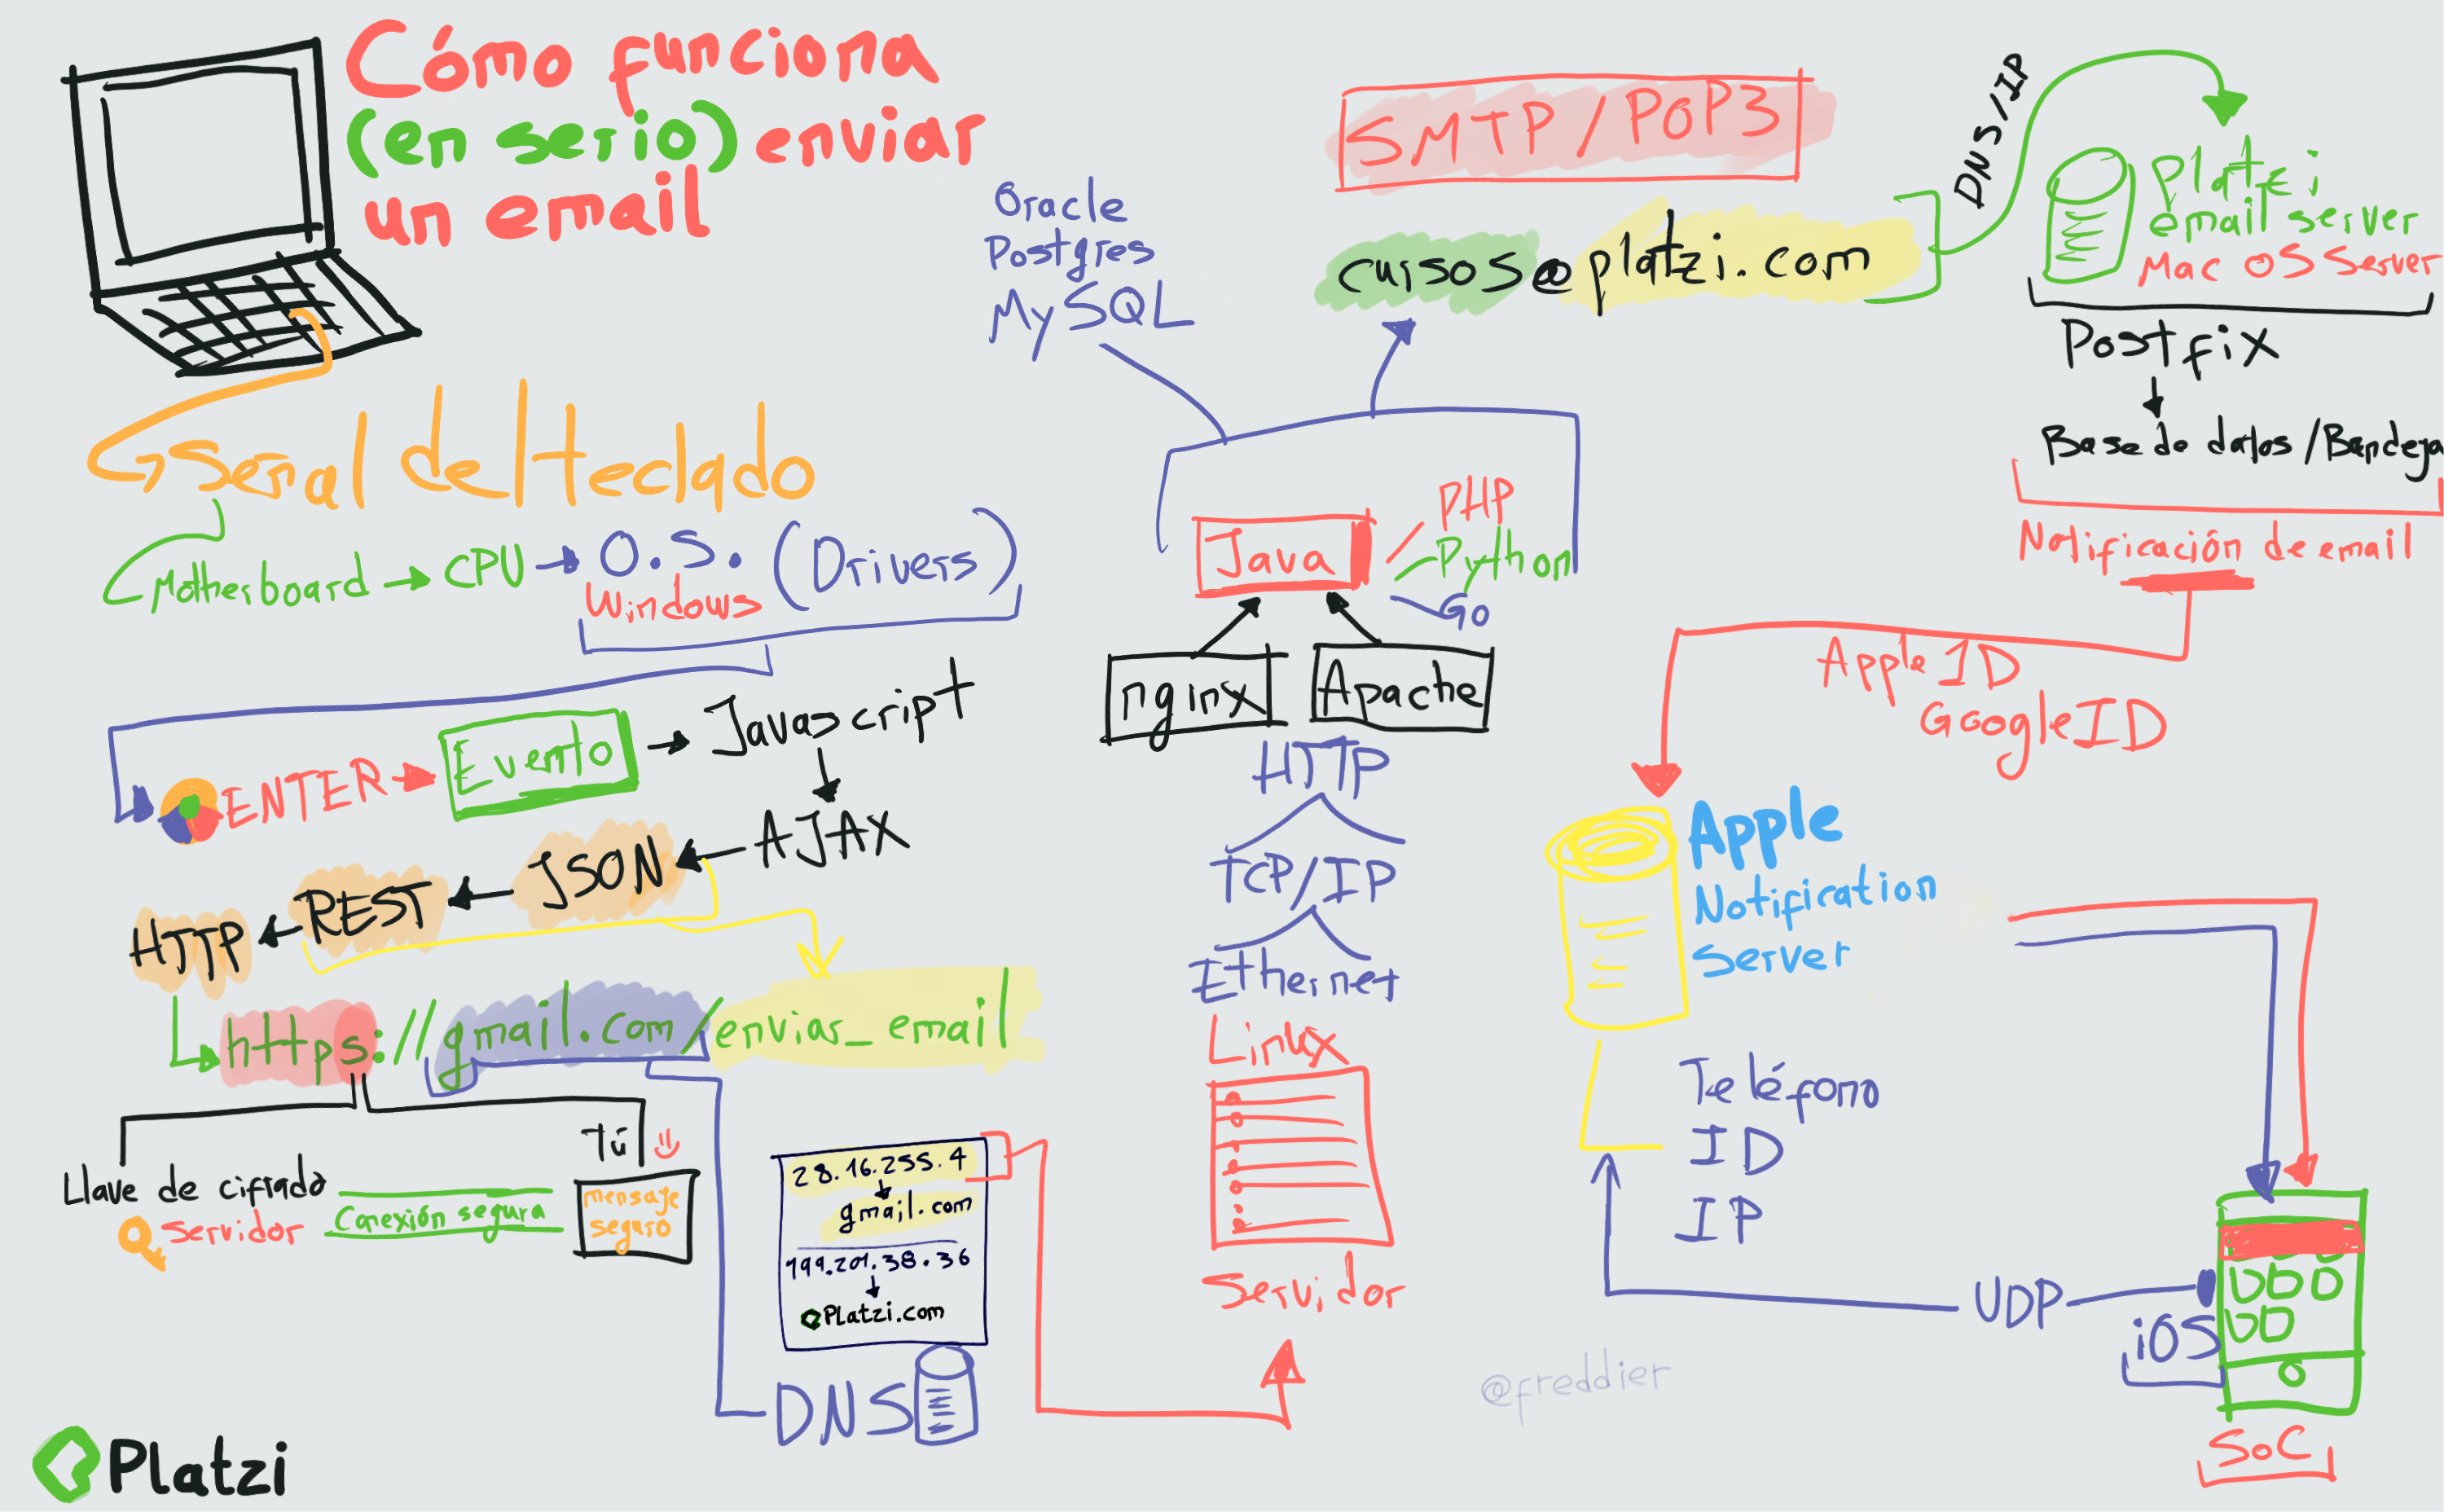 Cómo funciona
(en serio) enviar
un email
Señal del teclado
Motherboard → CPU → O.S. (Drivers)
Windows
ENTER → Evento → Javascript
AJAX
JSON
REST
HTTP
https://gmail.com/enviar_email
Llave de cifrado
Servidor
Conexión segura
Tú
mensaje
seguro
28.16.255.4
gmail.com
199.201.38.36
Platzi.com
DNS
Platzi
Oracle
Postgres
MySQL
SMTP/POP3
cursos@platzi.com
Java
PHP
Python
Go
nginx
Apache
HTTP
TCP/IP
Ethernet
Linux
Servidor
DNS/IP
Platzi
email server
Mac OS Server
Postfix
Base de datos/Bandeja
Notificación de email
Apple ID
Google ID
Apple
Notification
Server
Teléfono
ID
IP
UDP
iOS
SoC
@freddier